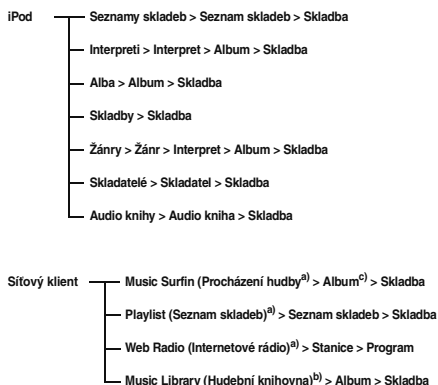 iPod
Seznamy skladeb > Seznam skladeb > Skladba
Interpreti > Interpret > Album > Skladba
Alba > Album > Skladba
Skladby > Skladba
Žánry > Žánr > Interpret > Album > Skladba
Skladatelé > Skladatel > Skladba
Audio knihy > Audio kniha > Skladba
Síťový klient
Music Surfin (Procházení hudby a) > Album c) > Skladba
Playlist (Seznam skladeb) a) > Seznam skladeb > Skladba
Web Radio (Internetové rádio) a) > Stanice > Program
Music Library (Hudební knihovna) b) > Album > Skladba